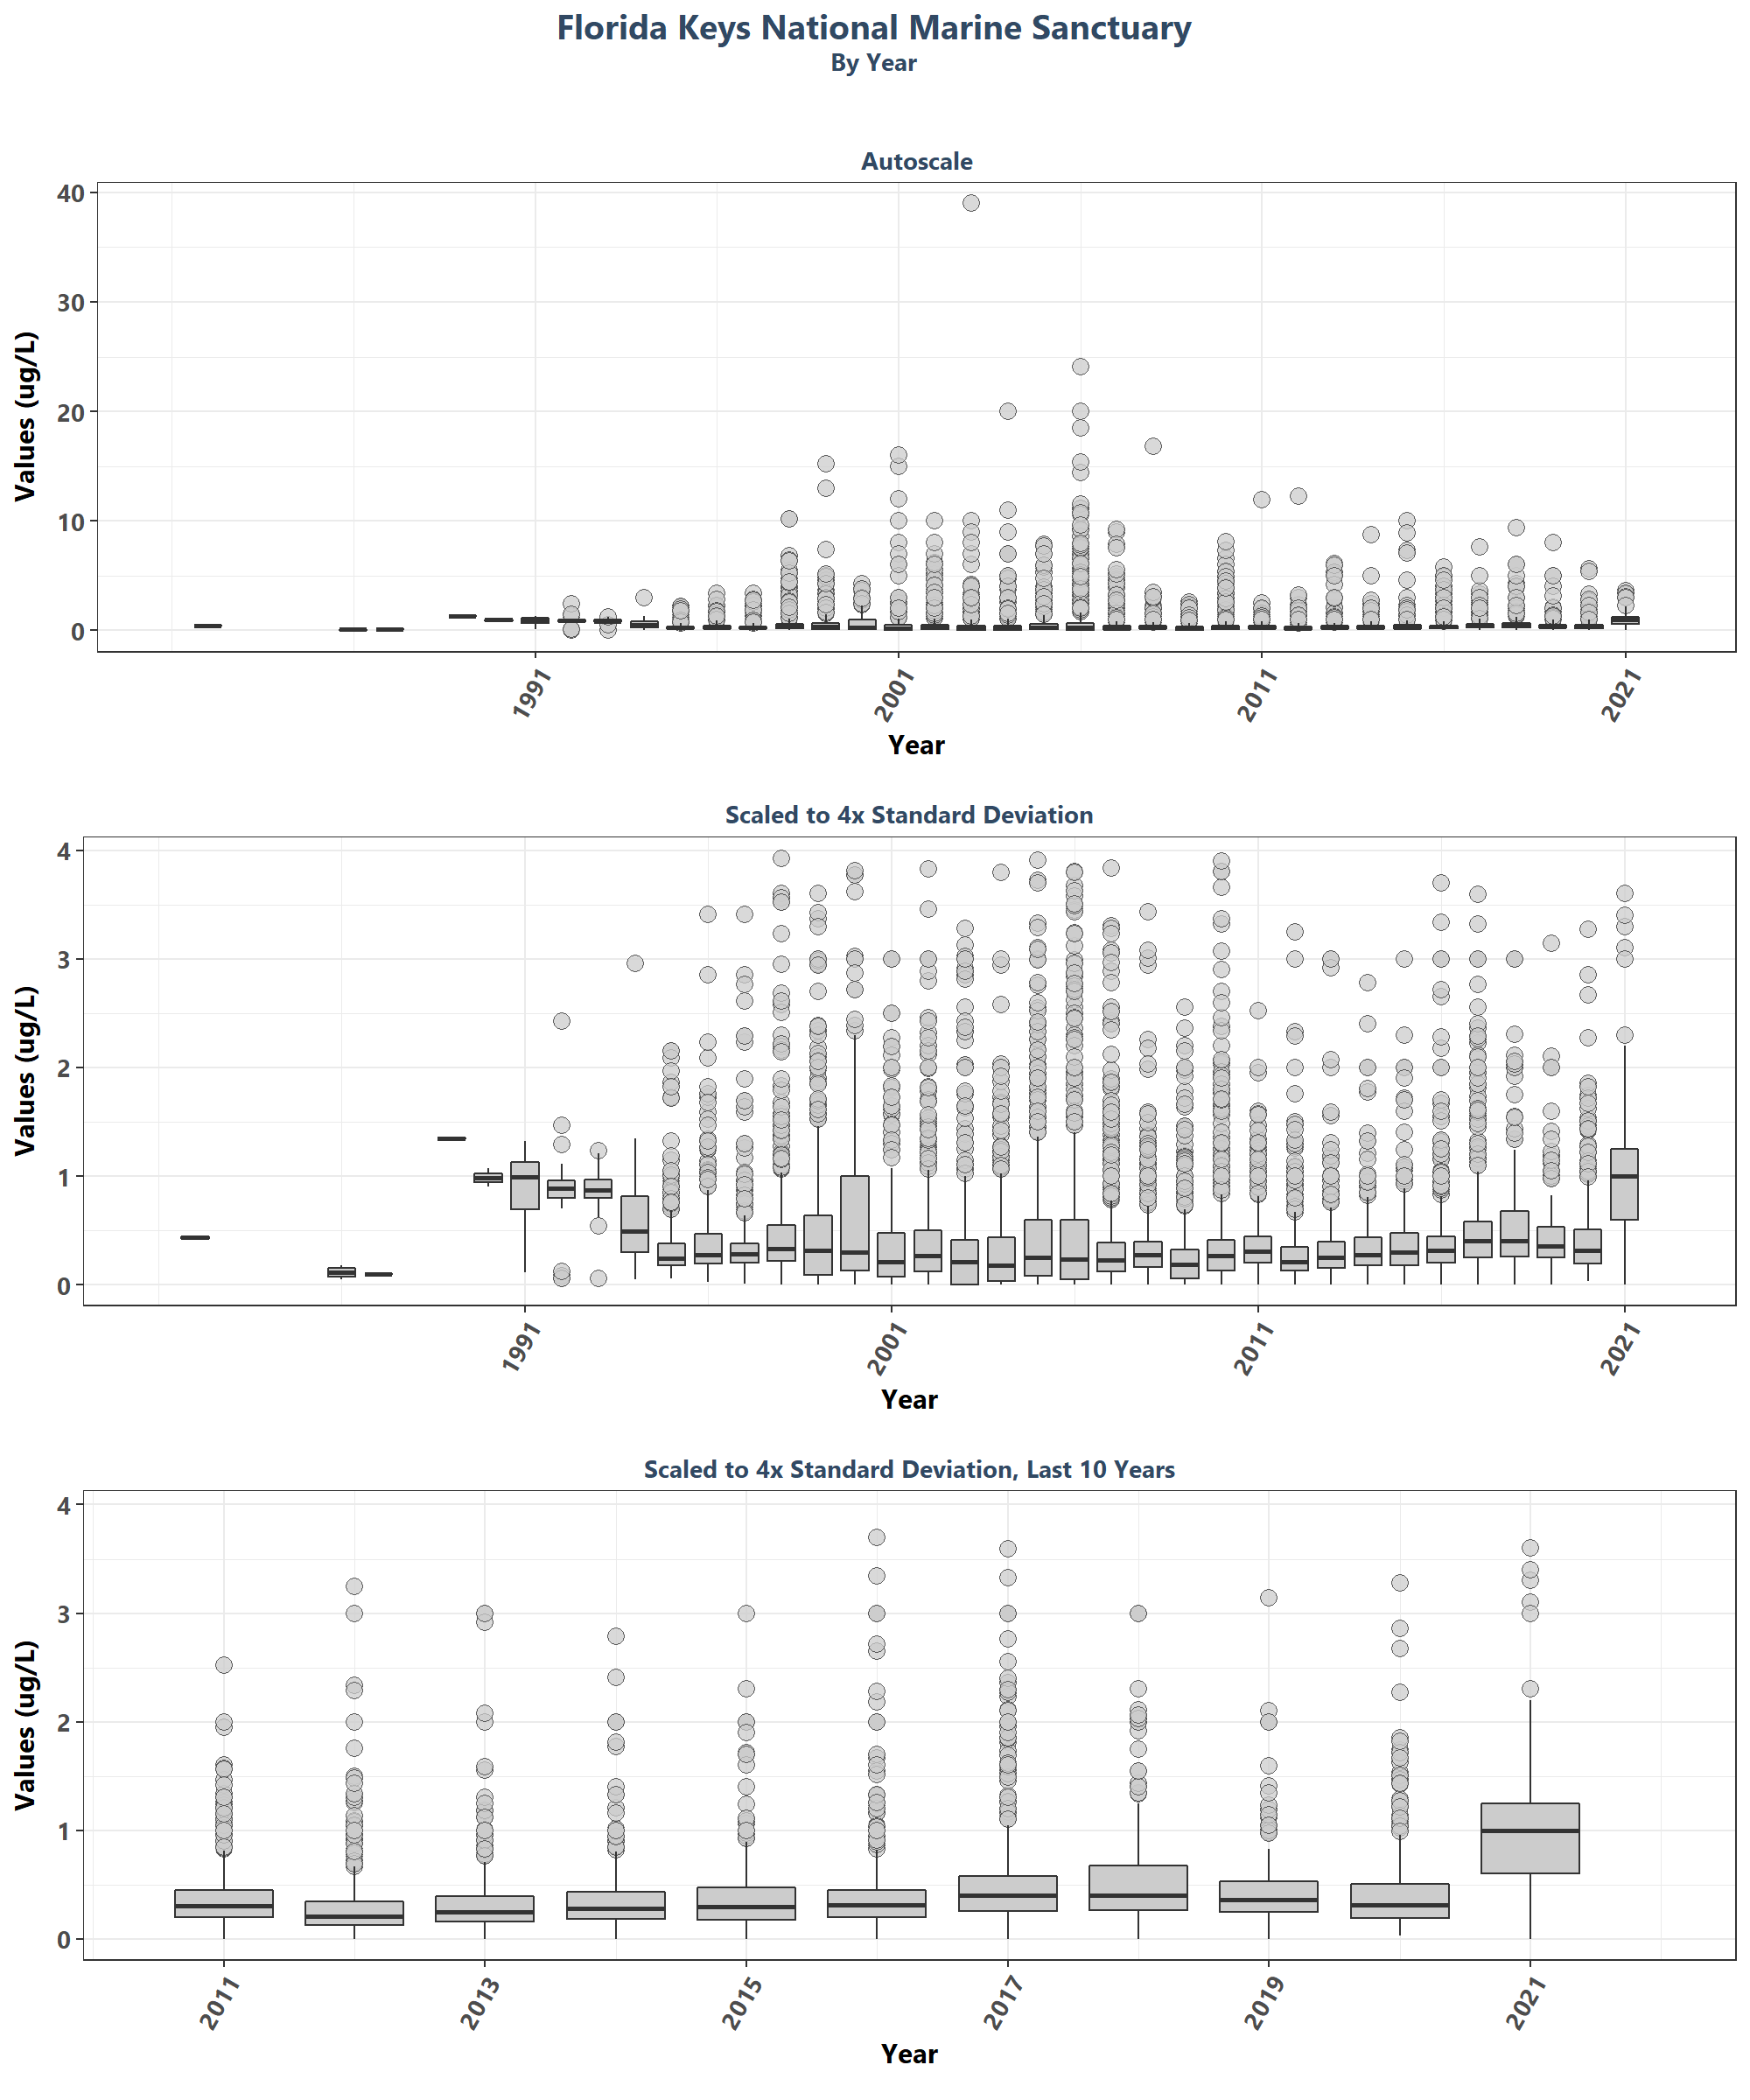 Florida Keys National Marine Sanctuary
By Year
Autoscale
Values (ug/L)
40
30
20
10
0
1991
2001
2011
2021
Year
Scaled to 4x Standard Deviation
Values (ug/L)
4
3
2
1
0
1991
2001
2011
2021
Year
Scaled to 4x Standard Deviation, Last 10 Years
Values (ug/L)
4
3
2
1
0
2011
2013
2015
2017
2019
2021
Year